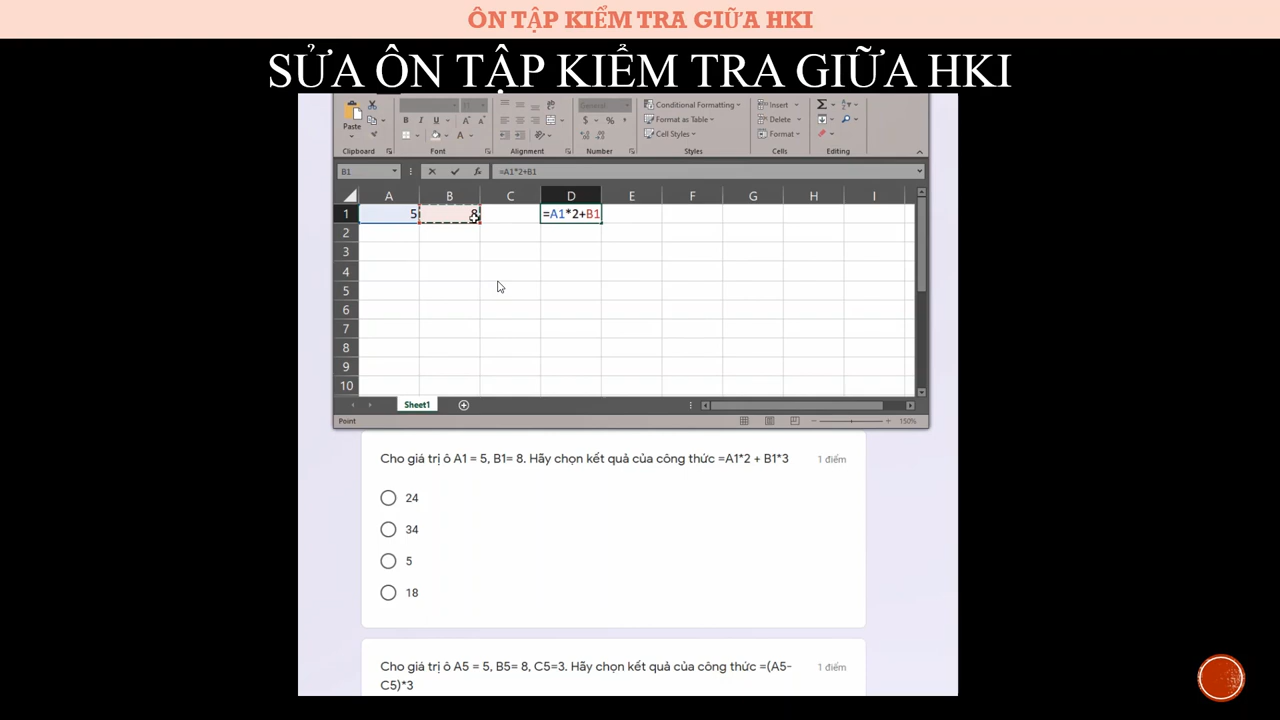 ÔN TẬP KIỂM TRA GIỮA HKI
SỬA ÔN TẬP KIỂM TRA GIỮA HKI
Paste
B I U
A A
General
$ % ,
Conditional Formatting
Format as Table
Cell Styles
Insert
Delete
Format
Clipboard Font Alignment Number Styles Cells Editing
B1 fx =A1*2+B1
A B C D E F G H I
1 5 8 =A1*2+B1
2
3
4
5
6
7
8
9
10
Sheet1
Point 150%
Cho giá trị ô A1 = 5, B1= 8. Hãy chọn kết quả của công thức =A1*2 + B1*3 1 điểm
24
34
5
18
Cho giá trị ô A5 = 5, B5= 8, C5=3. Hãy chọn kết quả của công thức =(A5- 1 điểm
C5)*3